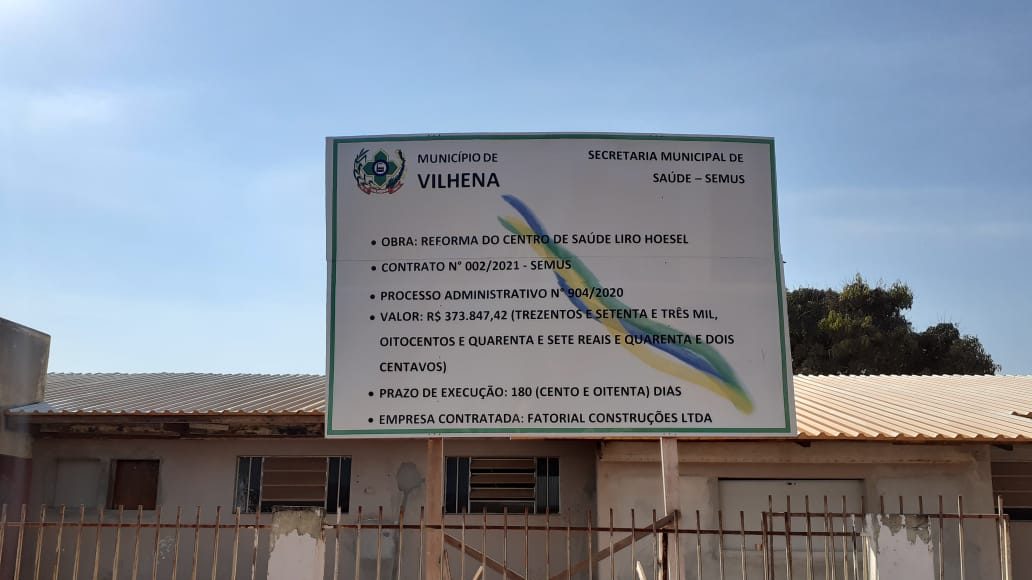 MUNICÍPIO DE
VILHENA
SECRETARIA MUNICIPAL DE
SAÚDE – SEMUS
• OBRA: REFORMA DO CENTRO DE SAÚDE LIRO HOESEL
• CONTRATO N° 002/2021 - SEMUS
• PROCESSO ADMINISTRATIVO N° 904/2020
• VALOR: R$ 373.847,42 (TREZENTOS E SETENTA E TRÊS MIL,
OITOCENTOS E QUARENTA E SETE REAIS E QUARENTA E DOIS
CENTAVOS)
• PRAZO DE EXECUÇÃO: 180 (CENTO E OITENTA) DIAS
• EMPRESA CONTRATADA: FATORIAL CONSTRUÇÕES LTDA